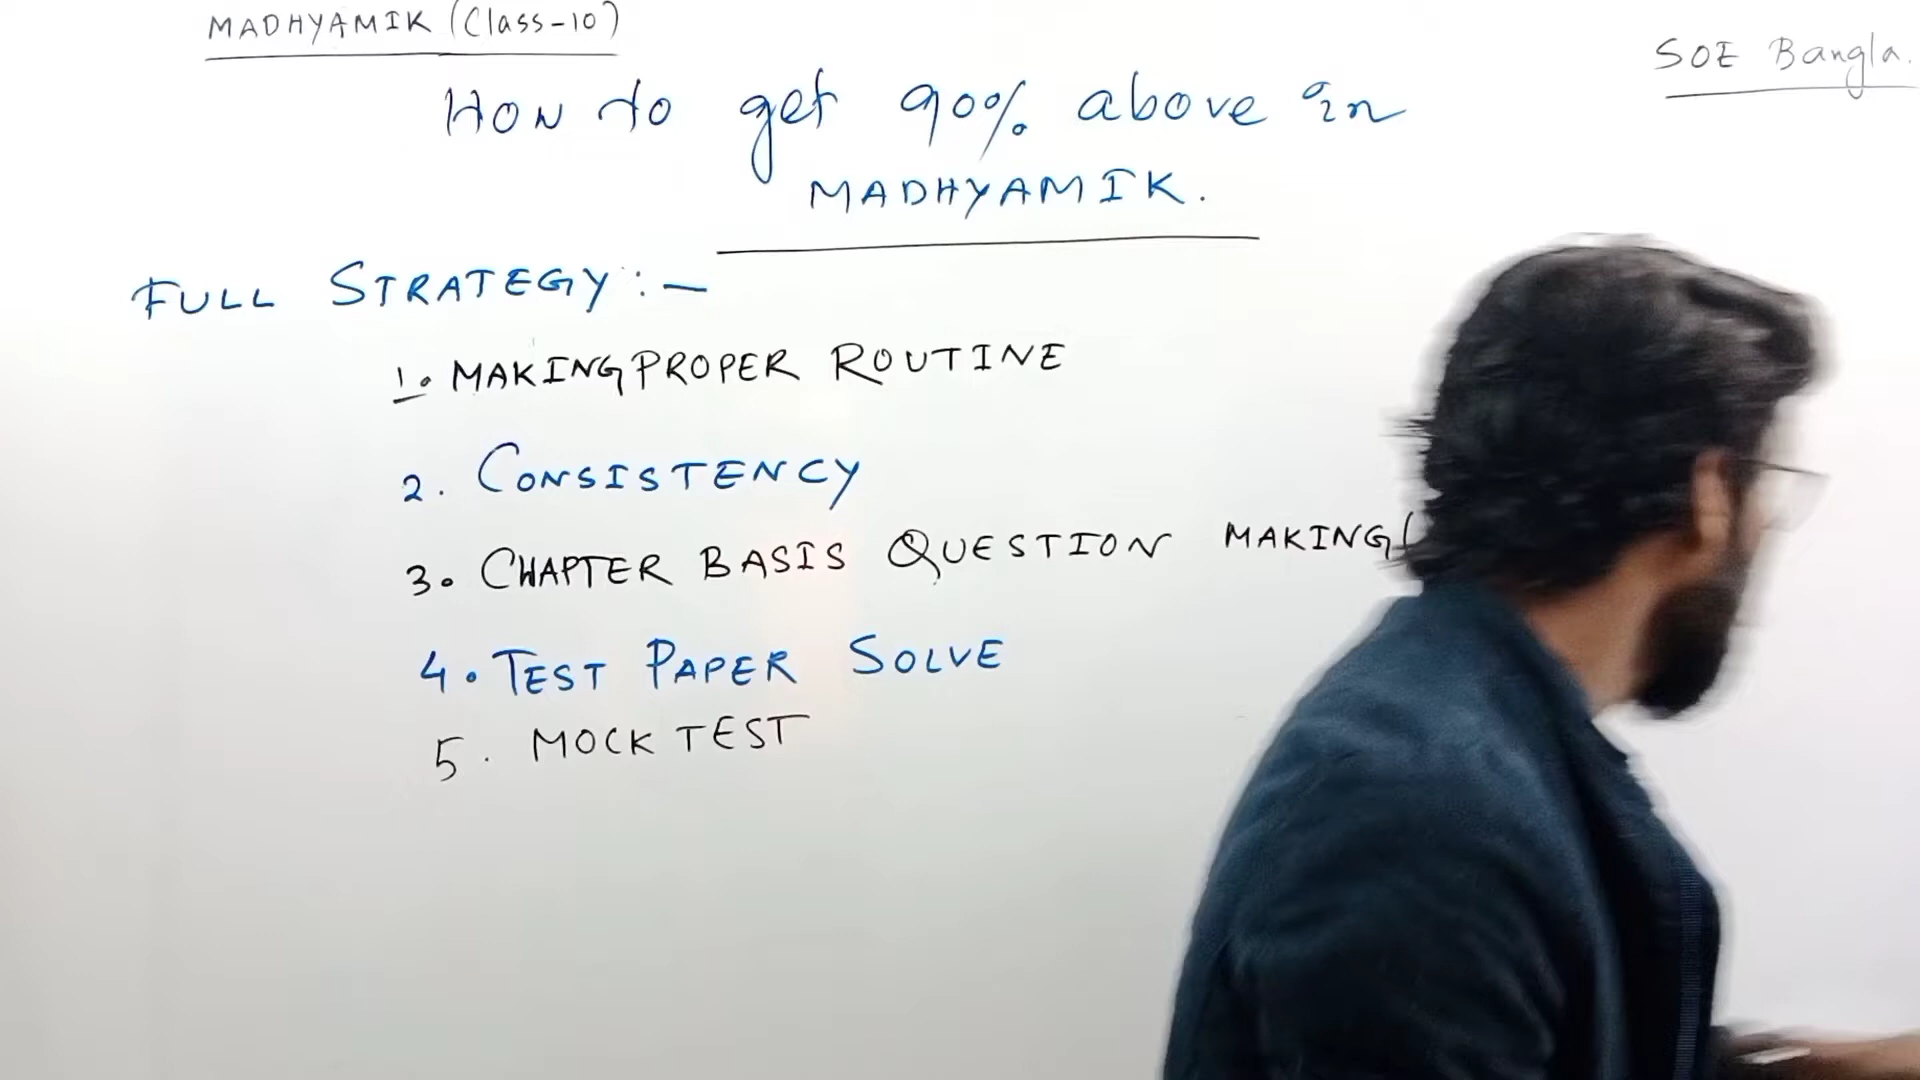 MADHYAMIK (Class-10)
SOE Bangla.
How to get 90% above in
MADHYAMIK.
FULL STRATEGY :-
1. MAKING PROPER ROUTINE
2. CONSISTENCY
3. CHAPTER BASIS QUESTION MAKING (
4. TEST PAPER SOLVE
5. MOCK TEST